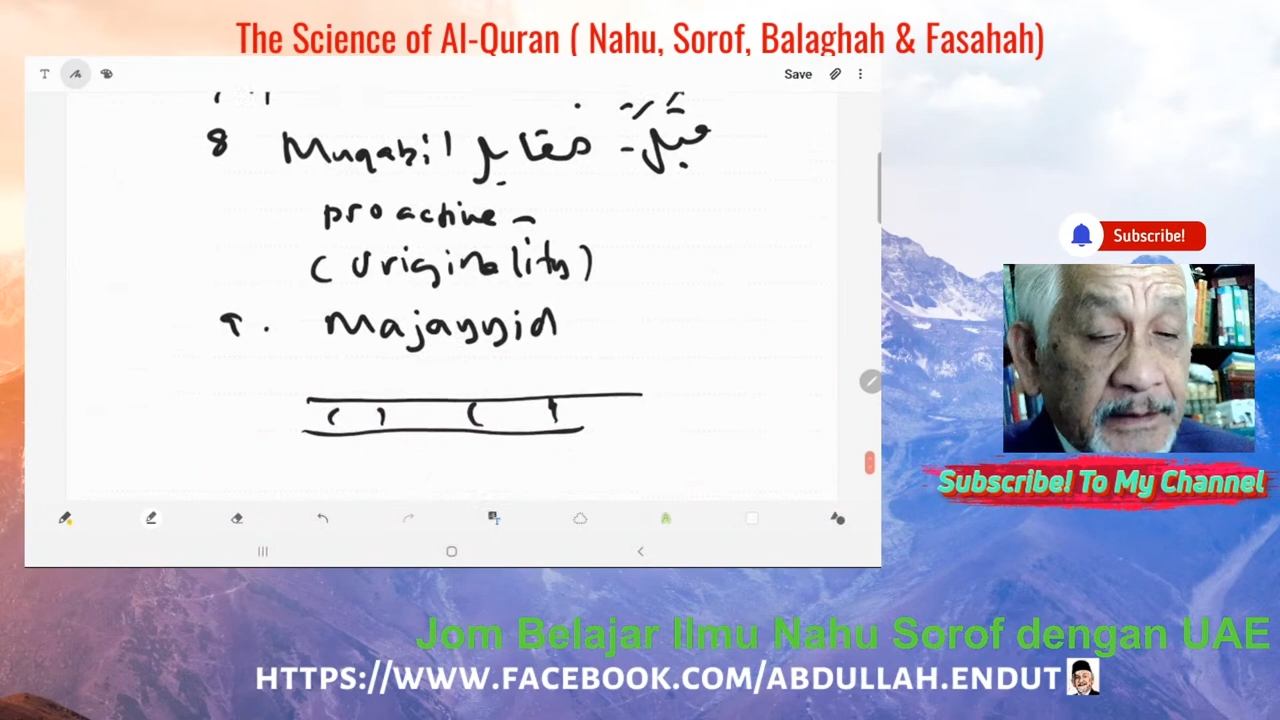 The Science of Al-Quran ( Nahu, Sorof, Balaghah & Fasahah)
T
Save
8 Muqabil مقابل - قبل
proactive -
(Originality)
9. Majayyid
Subscribe!
Subscribe! To My Channel
Jom Belajar Ilmu Nahu Sorof dengan UAE
HTTPS://WWW.FACEBOOK.COM/ABDULLAH.ENDUT